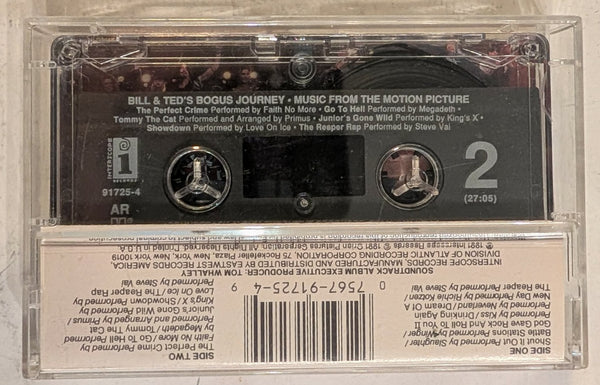 BILL & TED'S BOGUS JOURNEY • MUSIC FROM THE MOTION PICTURE
The Perfect Crime Performed by Faith No More • Go To Hell Performed by Megadeth •
Tommy The Cat Performed and Arranged by Primus • Junior's Gone Wild Performed by King's X •
Showdown Performed by Love On Ice • The Reaper Rap Performed by Steve Vai
INTERSCOPE
RECORDS
91725-4
AR
2
(27:05)
SIDE ONE
Shout It Out Performed by Slaughter /
Battle Stations Performed by Winger /
Gave Rock And Roll To You II
Performed by Kiss / Drinking Again
Performed by Neverland / Dream Of A
New Day Performed by Richie Kotzen /
The Reaper Performed by Steve Vai
SIDE TWO
The Perfect Crime Performed by
Faith No More / Go To Hell Performed
by Megadeth / Tommy The Cat
Performed and Arranged by Primus /
Junior's Gone Wild Performed by
King's X / Showdown Performed by
Love On Ice / The Reaper Rap
Performed by Steve Vai
7567-91725-4 9
SOUNDTRACK ALBUM EXECUTIVE PRODUCER: TOM WHALLEY
INTERSCOPE RECORDS. MANUFACTURED AND DISTRIBUTED BY EASTWEST RECORDS AMERICA
DIVISION OF ATLANTIC RECORDING CORPORATION, 75 Rockefeller Plaza, New York, New York 10019
℗ 1991 Interscope Records © 1991 Orion Pictures Corporation. All Rights Reserved. Printed in U.S.A.